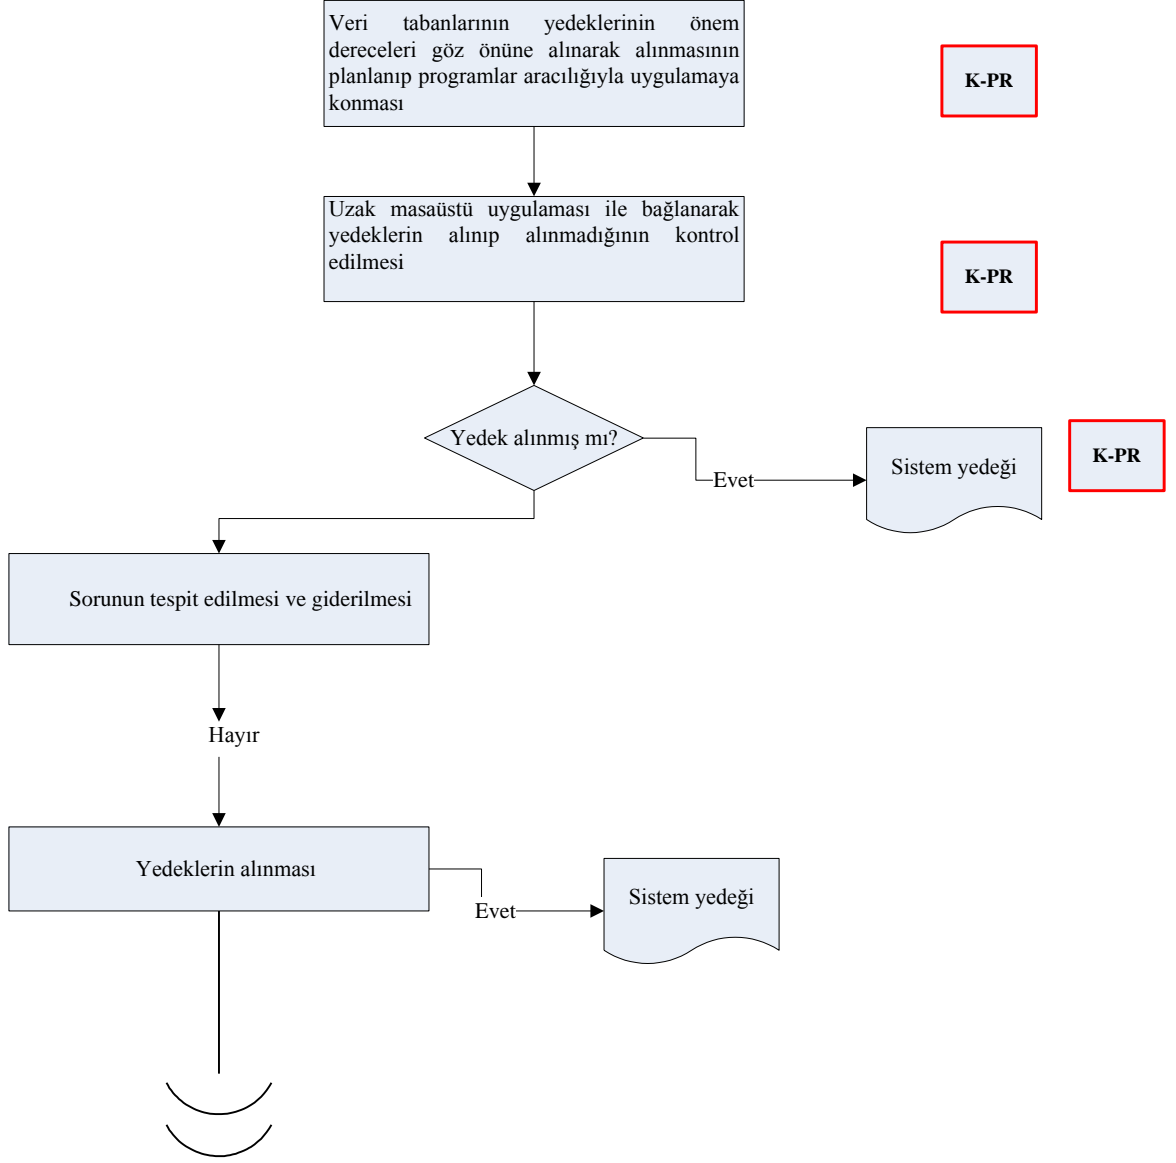 Veri tabanlarının yedeklerinin önem
dereceleri göz önüne alınarak alınmasının
planlanıp programlar aracılığıyla uygulamaya
konması
K-PR
Uzak masaüstü uygulaması ile bağlanarak
yedeklerin alınıp alınmadığının kontrol
edilmesi
K-PR
Yedek alınmış mı?
Evet
Sistem yedeği
K-PR
Sorunun tespit edilmesi ve giderilmesi
Hayır
Yedeklerin alınması
Evet
Sistem yedeği